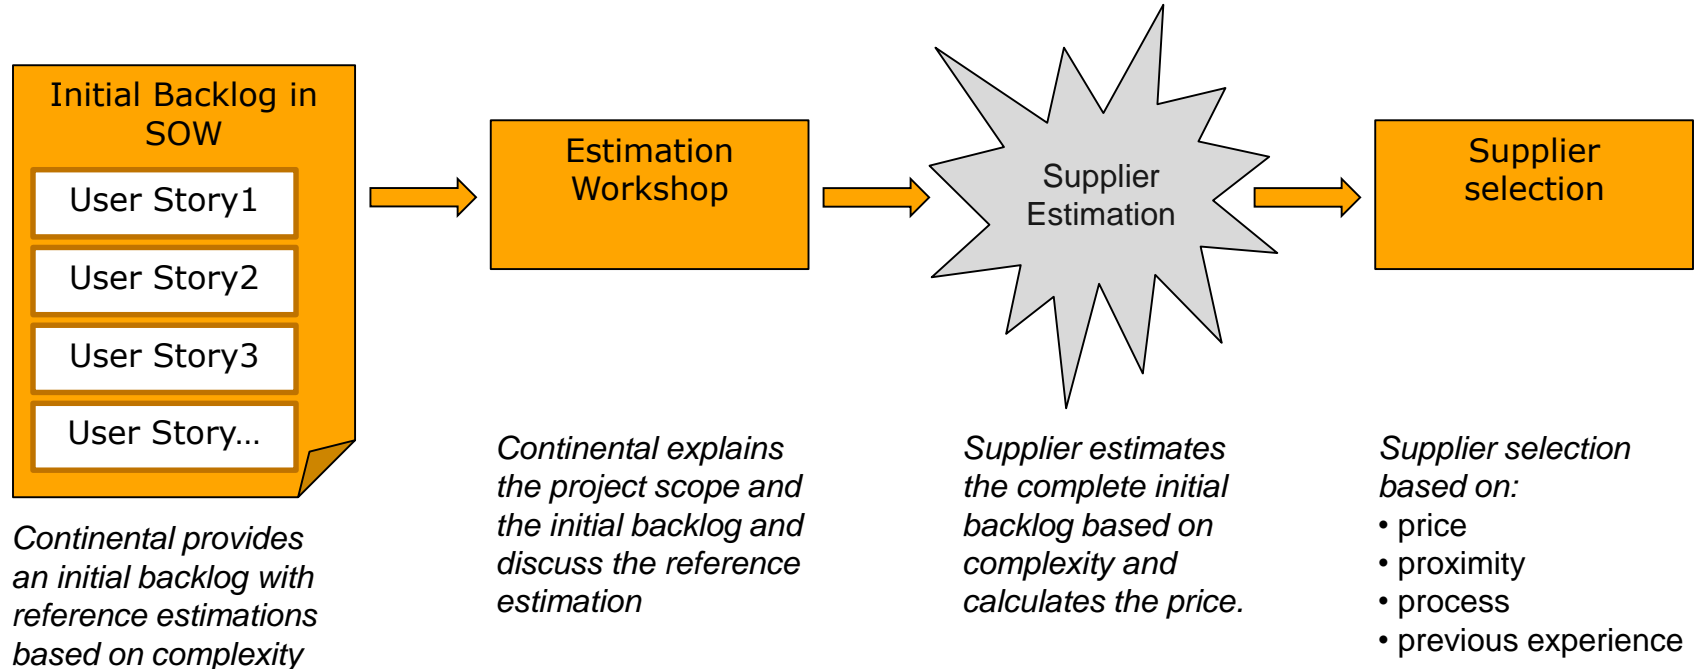 Initial Backlog in
SOW
User Story1
User Story2
User Story3
User Story...
Continental provides
an initial backlog with
reference estimations
based on complexity
Estimation
Workshop
Continental explains
the project scope and
the initial backlog and
discuss the reference
estimation
Supplier
Estimation
Supplier estimates
the complete initial
backlog based on
complexity and
calculates the price.
Supplier
selection
Supplier selection
based on:
• price
• proximity
• process
• previous experience